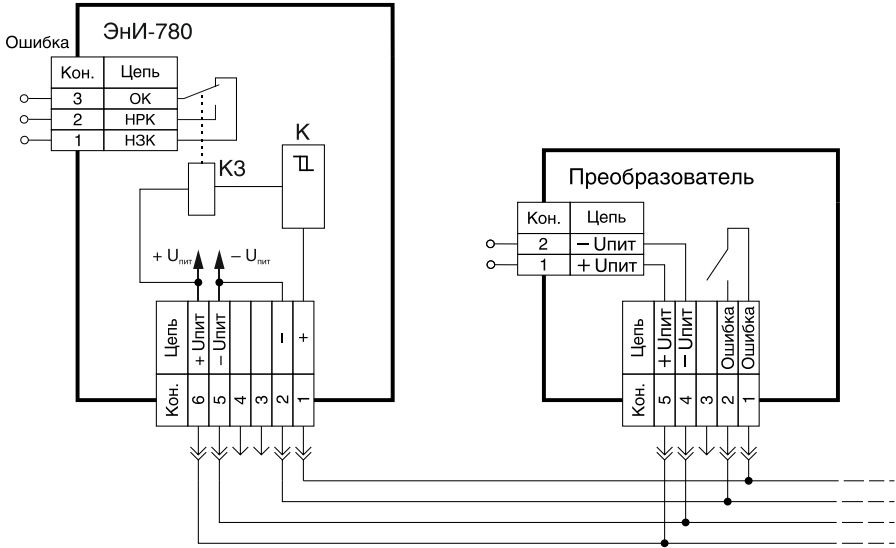 ЭнИ-780
Ошибка
Кон. Цепь
3 ОК
2 НРК
1 НЗК
К
К3
+ Uпит – Uпит
Цепь + Uпит – Uпит – +
Кон. 6 5 4 3 2 1
Преобразователь
Кон. Цепь
2 – Uпит
1 + Uпит
Цепь + Uпит – Uпит Ошибка Ошибка
Кон. 5 4 3 2 1